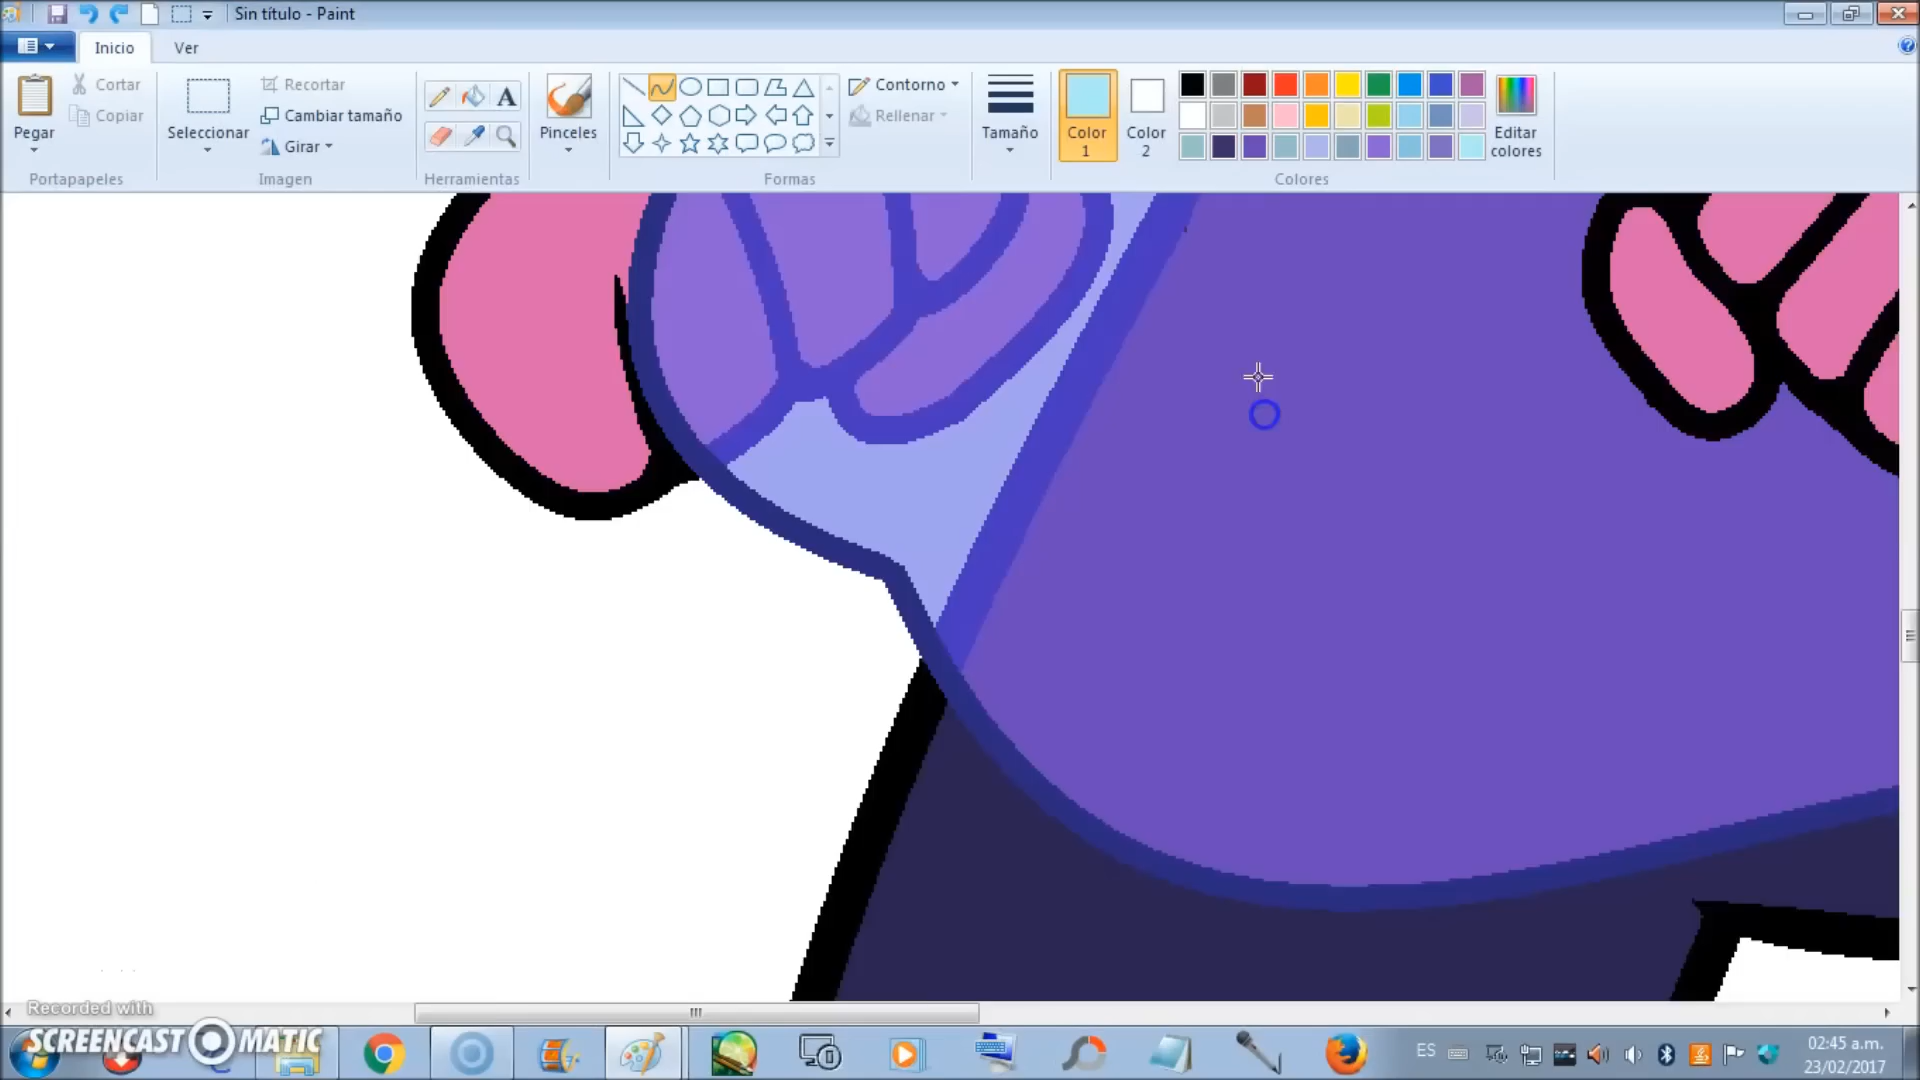 Sin título - Paint
Inicio
Ver
Pegar
Cortar
Copiar
Portapapeles
Seleccionar
Recortar
Cambiar tamaño
Girar
Imagen
A
Herramientas
Pinceles
Formas
Contorno
Rellenar
Tamaño
Color
1
Color
2
Colores
Editar
colores
Recorded with
SCREENCAST MATIC
ES
02:45 a.m.
23/02/2017